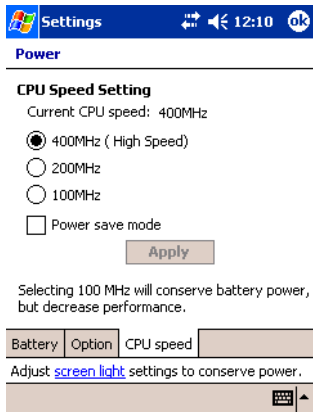 Settings 12:10 ok
Power
CPU Speed Setting
Current CPU speed: 400MHz
400MHz ( High Speed)
200MHz
100MHz
Power save mode
Apply
Selecting 100 MHz will conserve battery power,
but decrease performance.
Battery Option CPU speed
Adjust screen light settings to conserve power.